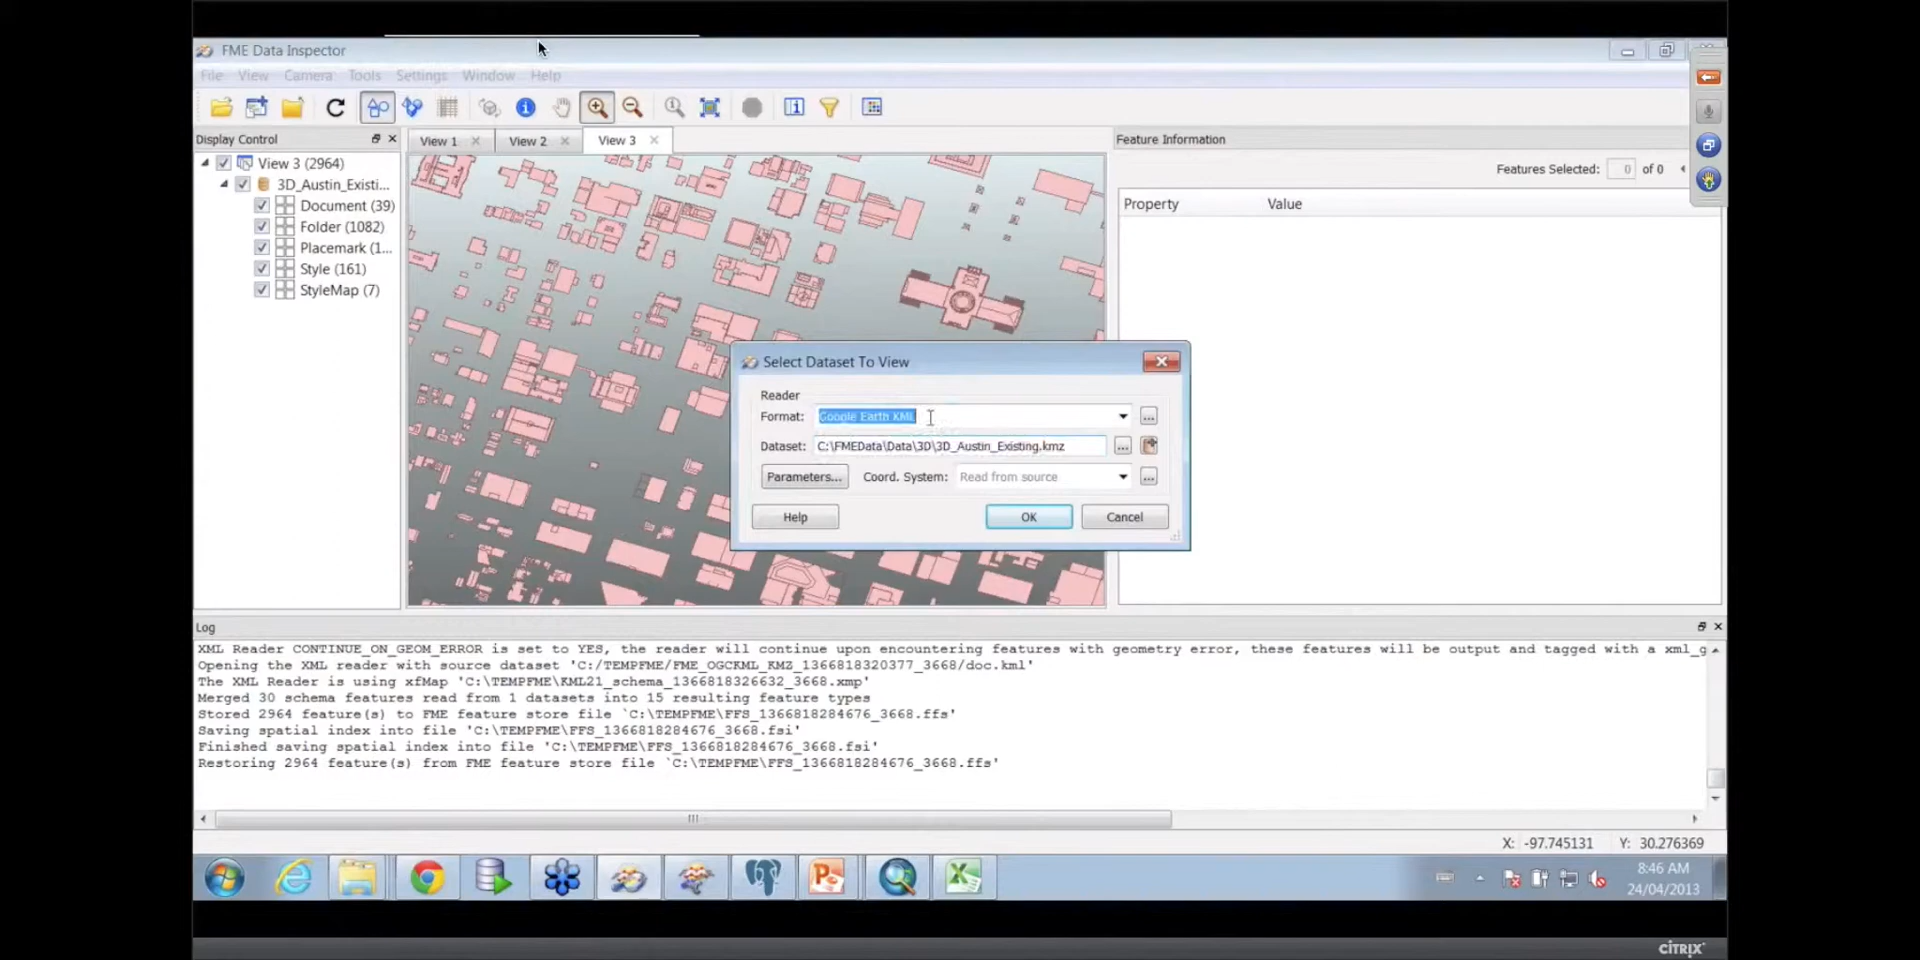 FME Data Inspector
File View Camera Tools Settings Window Help
Display Control
View 1
View 2
View 3
Feature Information
View 3 (2964)
3D_Austin_Existi...
Document (39)
Folder (1082)
Placemark (1...
Style (161)
StyleMap (7)
Features Selected: 0 of 0
Property Value
Select Dataset To View
Reader
Format: Google Earth KML
Dataset: C:\FMEData\Data\3D\3D_Austin_Existing.kmz
Parameters... Coord. System: Read from source
Help OK Cancel
Log
XML Reader CONTINUE_ON_GEOM_ERROR is set to YES, the reader will continue upon encountering features with geometry error, these features will be output and tagged with a xml_g
Opening the XML reader with source dataset 'C:/TEMPFME/FME_OGCKML_KMZ_1366818320377_3668/doc.kml'
The XML Reader is using xfMap 'C:\TEMPFME\KML21_schema_1366818326632_3668.xmp'
Merged 30 schema features read from 1 datasets into 15 resulting feature types
Stored 2964 feature(s) to FME feature store file `C:\TEMPFME\FFS_1366818284676_3668.ffs'
Saving spatial index into file 'C:\TEMPFME\FFS_1366818284676_3668.fsi'
Finished saving spatial index into file 'C:\TEMPFME\FFS_1366818284676_3668.fsi'
Restoring 2964 feature(s) from FME feature store file `C:\TEMPFME\FFS_1366818284676_3668.ffs'
X: -97.745131 Y: 30.276369
8:46 AM
24/04/2013
CITRIX